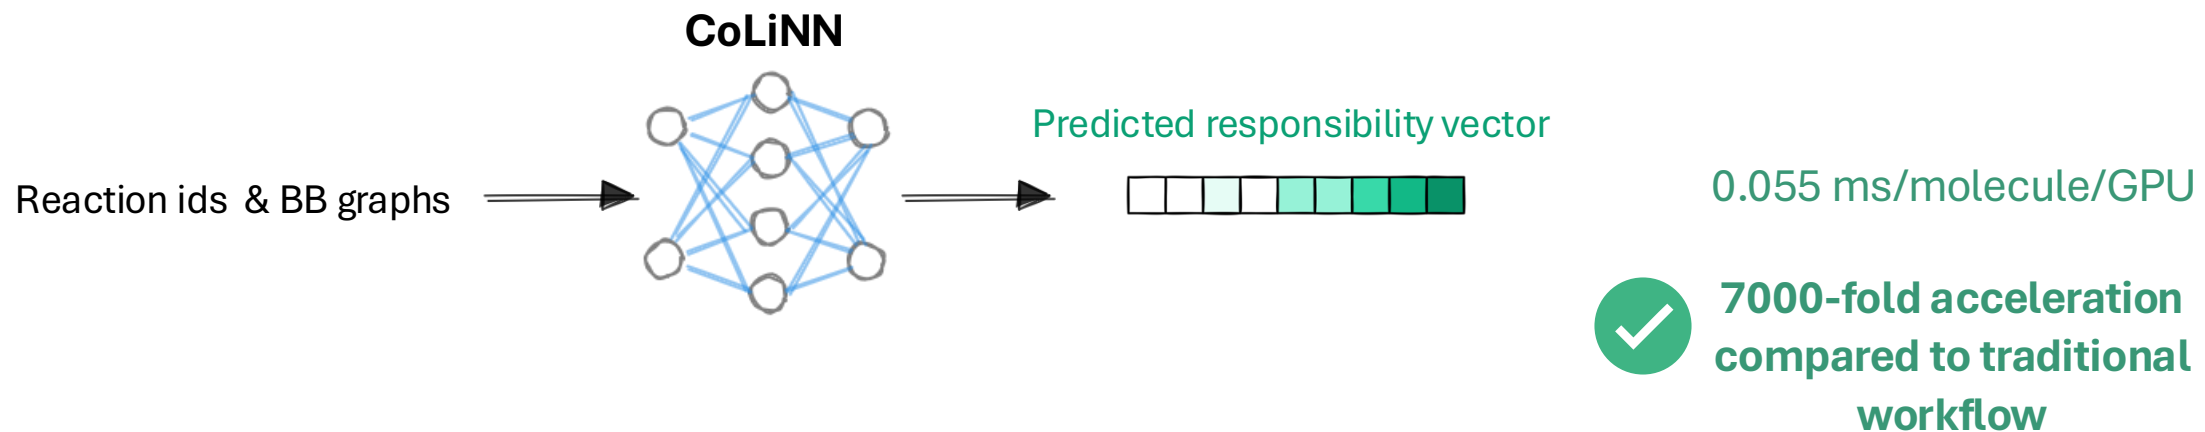 CoLiNN
Reaction ids & BB graphs
Predicted responsibility vector
0.055 ms/molecule/GPU
7000-fold acceleration
compared to traditional
workflow